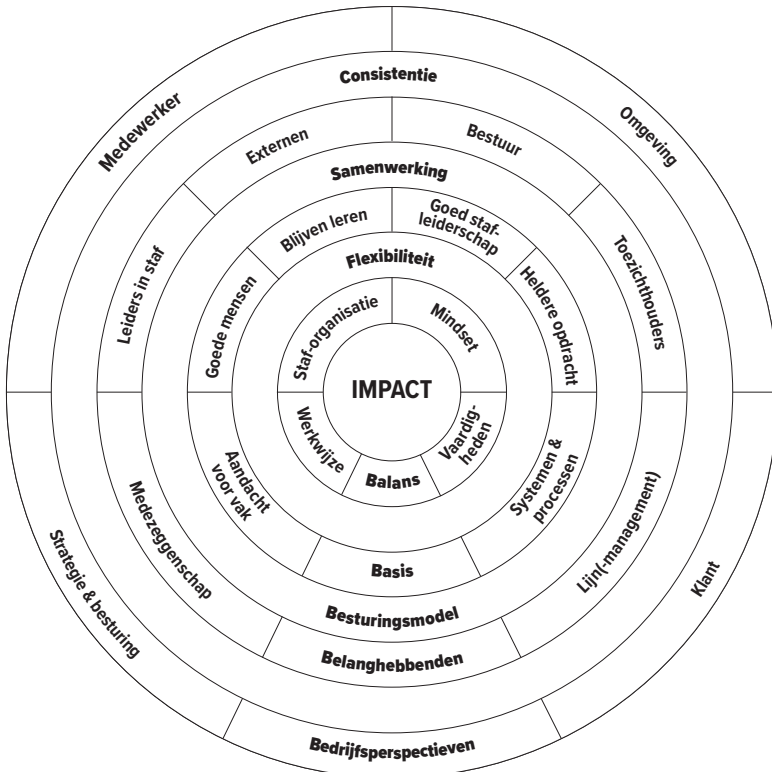 Medewerker
Omgeving
Strategie & besturing
Klant
Bedrijfsperspectieven
Consistentie
Externen
Bestuur
Leiders in staf
Toezichthouders
Medezeggenschap
Lijn(-management)
Belanghebbenden
Samenwerking
Besturingsmodel
Blijven leren
Goed staf-
leiderschap
Goede mensen
Heldere opdracht
Aandacht
voor vak
Systemen &
processen
Basis
Flexibiliteit
Staf-organisatie
Mindset
Werkwijze
Vaardig-
heden
Balans
IMPACT